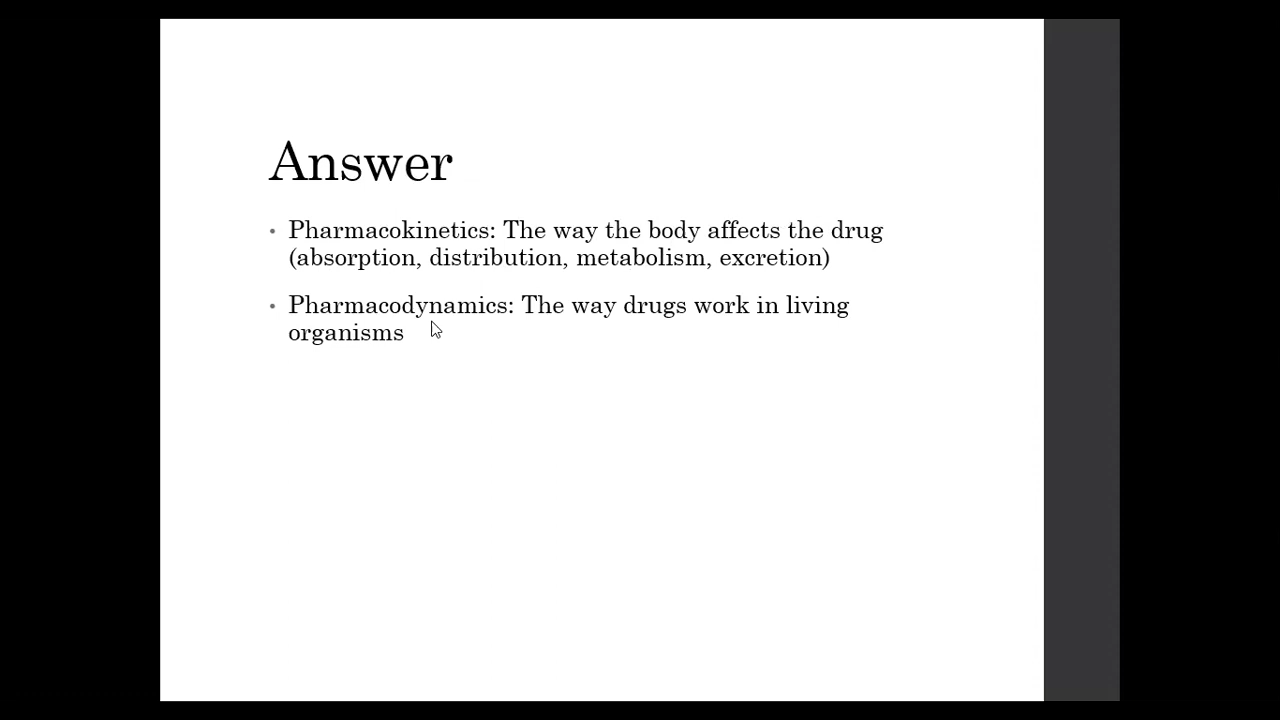 Answer
• Pharmacokinetics: The way the body affects the drug
(absorption, distribution, metabolism, excretion)
• Pharmacodynamics: The way drugs work in living
organisms